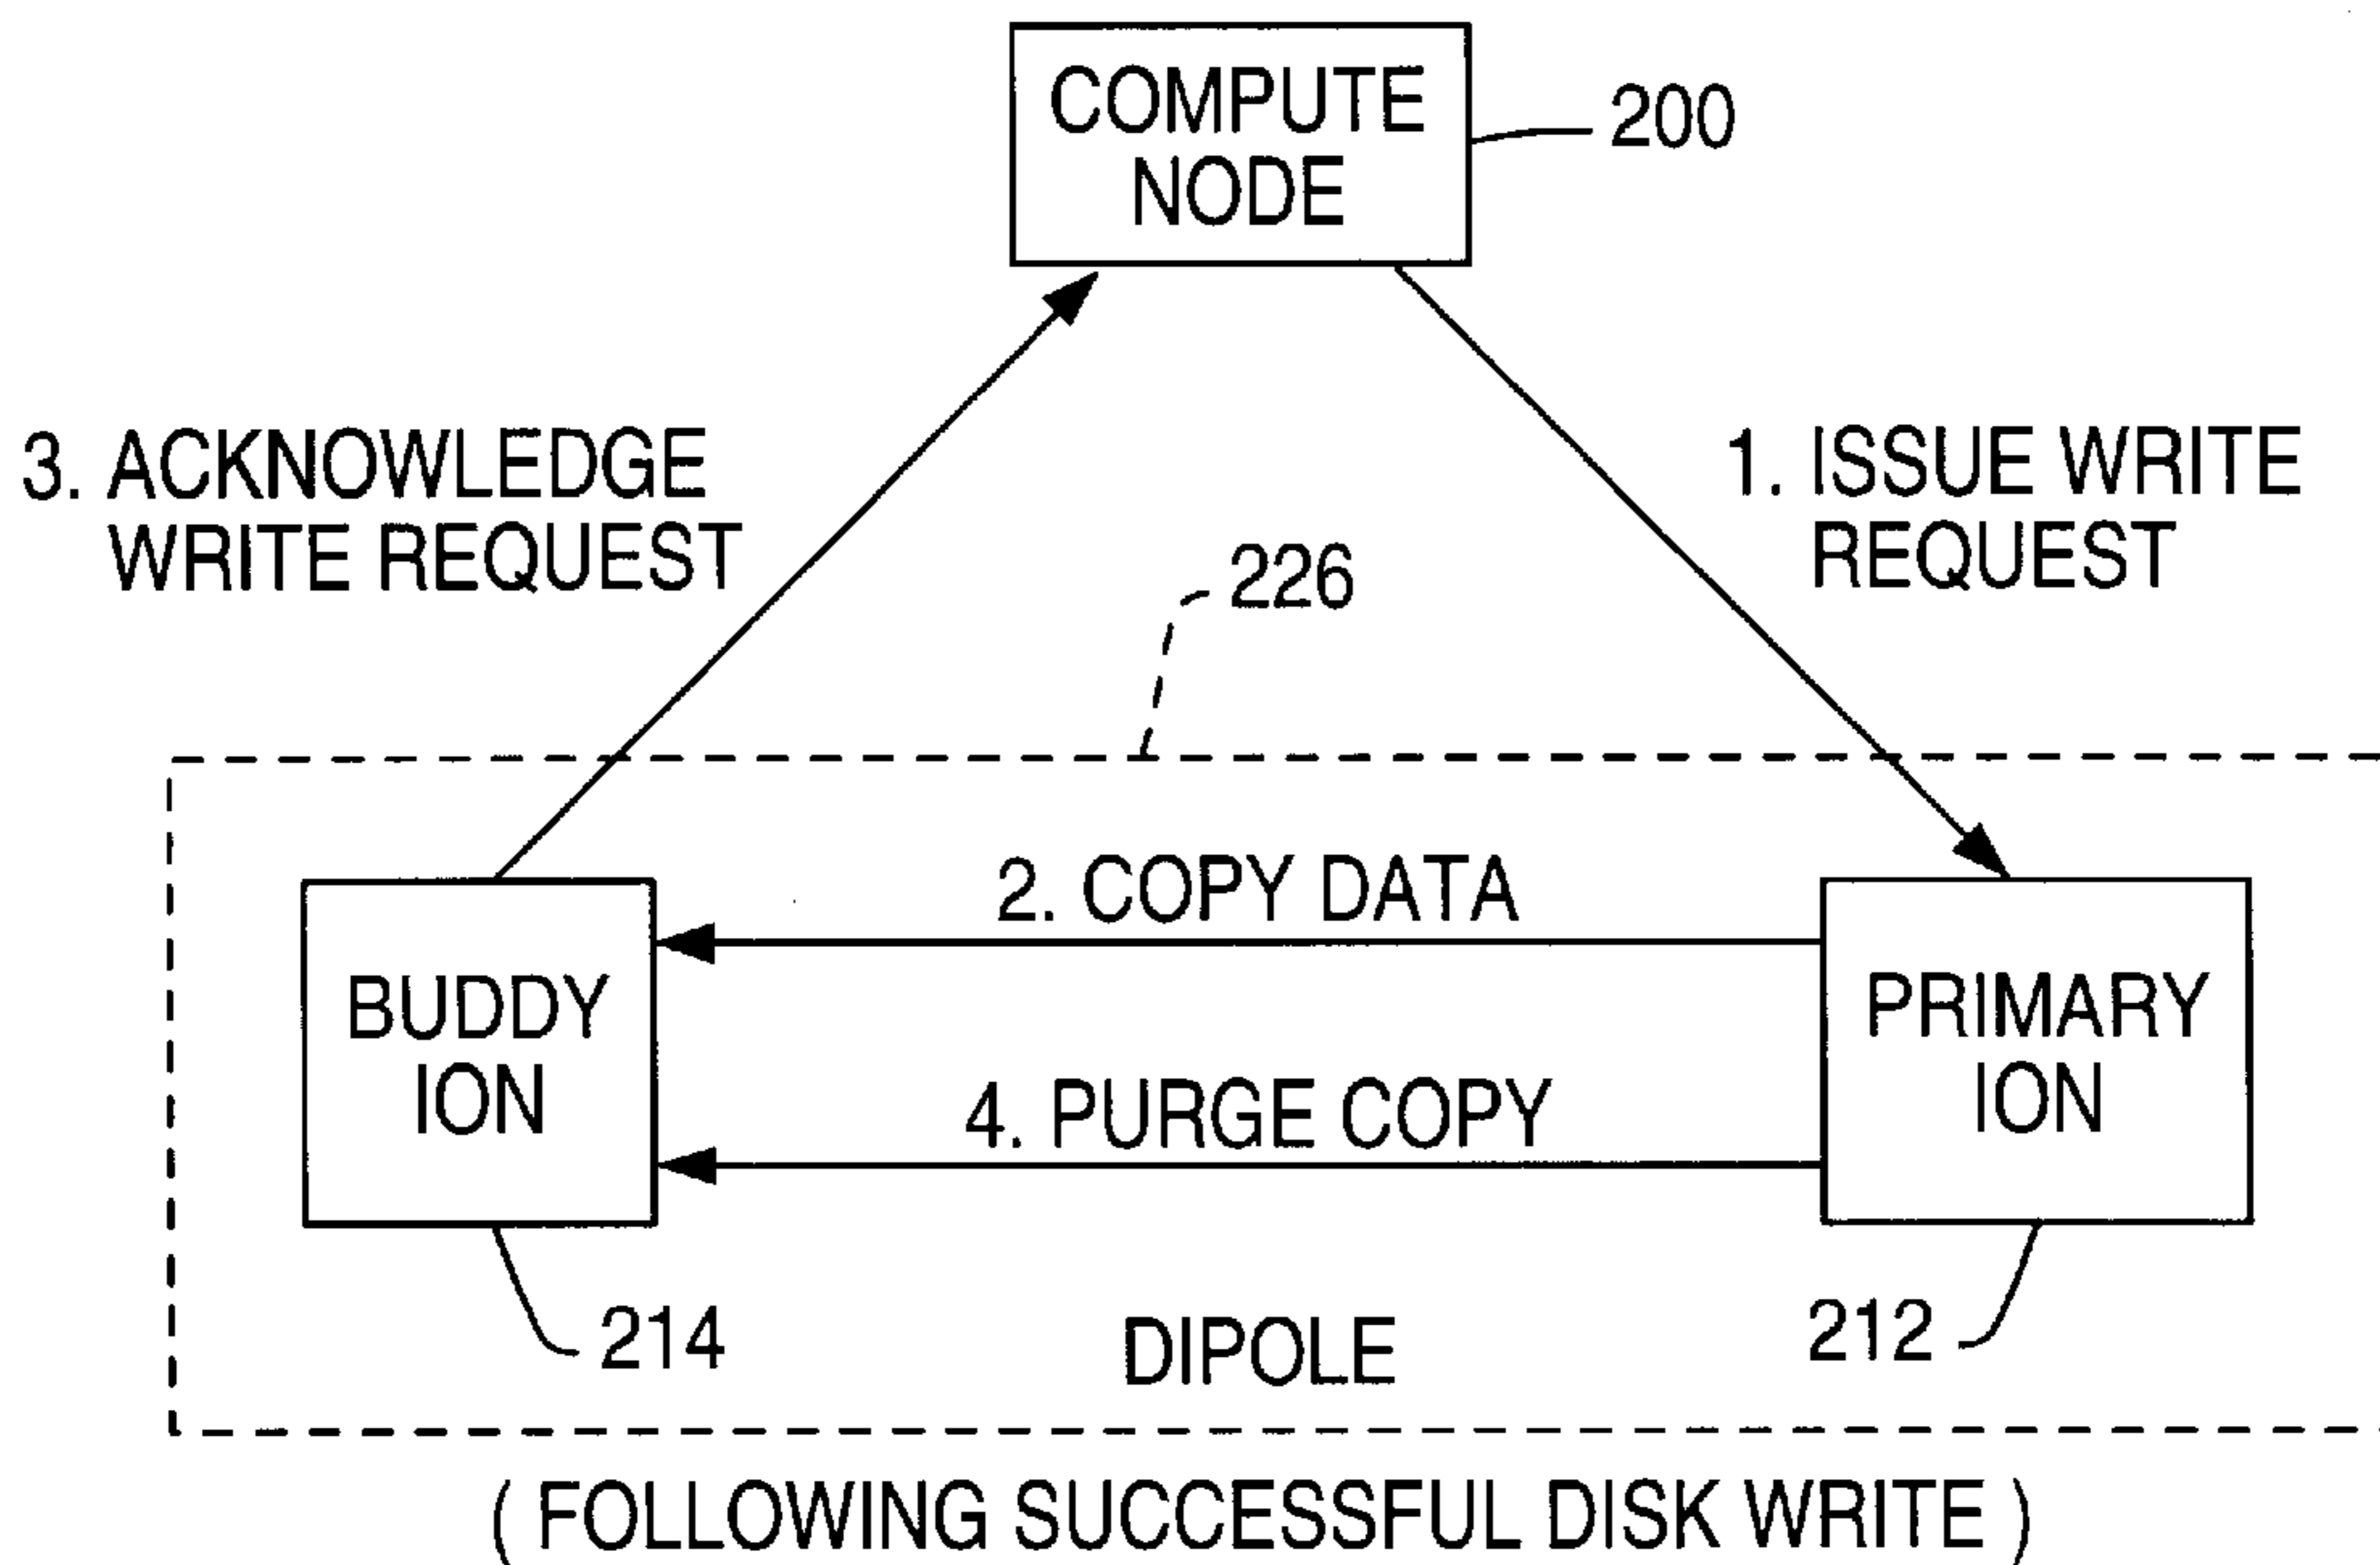 COMPUTE
NODE
200
3. ACKNOWLEDGE
WRITE REQUEST
1. ISSUE WRITE
REQUEST
226
2. COPY DATA
BUDDY
ION
PRIMARY
ION
4. PURGE COPY
214
DIPOLE
212
( FOLLOWING SUCCESSFUL DISK WRITE )